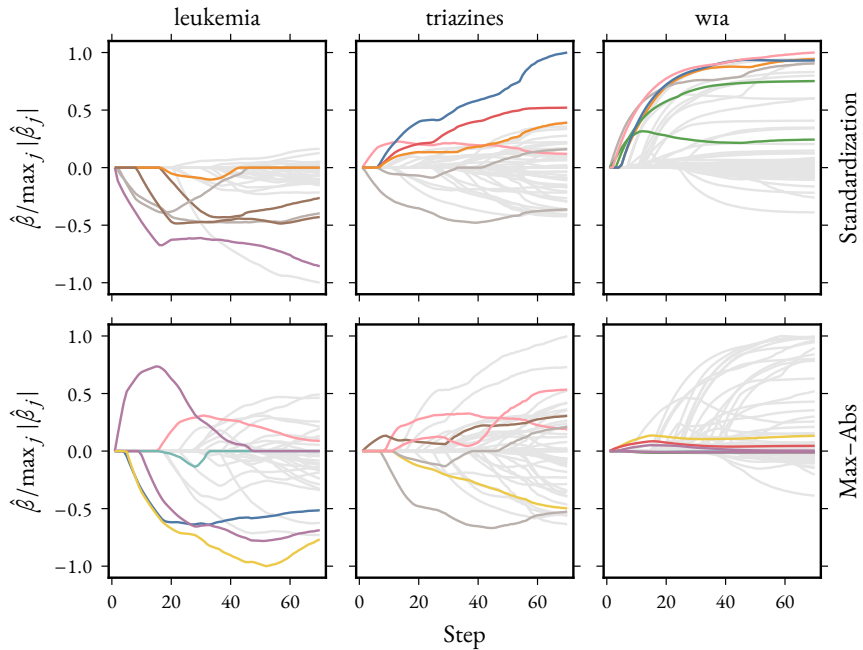 leukemia triazines w1a
1.0
0.5
0.0
−0.5
−1.0
β̂/max_j |β̂_j|
Standardization
1.0
0.5
0.0
−0.5
−1.0
β̂/max_j |β̂_j|
Max–Abs
0 20 40 60 0 20 40 60 0 20 40 60
Step